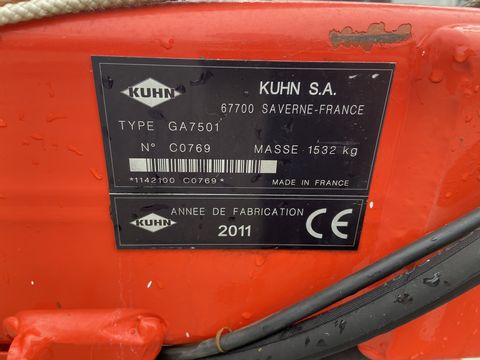 KUHN
KUHN S.A.
67700 SAVERNE-FRANCE
TYPE GA7501
N° C0769 MASSE 1532 kg
*1142100 C0769*
MADE IN FRANCE
KUHN
ANNEE DE FABRICATION
2011
CE